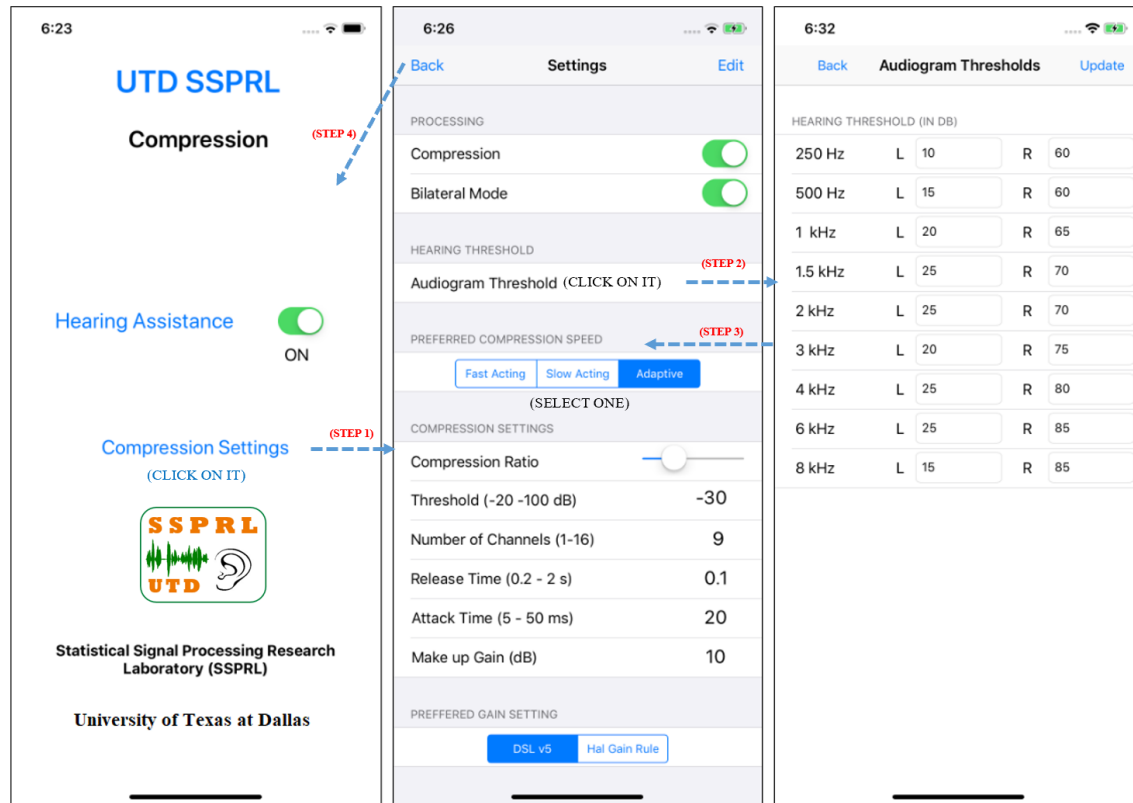 6:23
UTD SSPRL
Compression
(STEP 4)
Hearing Assistance
ON
Compression Settings
(STEP 1)
(CLICK ON IT)
SSPRL
UTD
Statistical Signal Processing Research
Laboratory (SSPRL)
University of Texas at Dallas
6:26
Back Settings Edit
PROCESSING
Compression
Bilateral Mode
HEARING THRESHOLD
Audiogram Threshold (CLICK ON IT)
(STEP 2)
PREFERRED COMPRESSION SPEED
(STEP 3)
Fast Acting Slow Acting Adaptive
(SELECT ONE)
COMPRESSION SETTINGS
Compression Ratio
Threshold (-20 -100 dB) -30
Number of Channels (1-16) 9
Release Time (0.2 - 2 s) 0.1
Attack Time (5 - 50 ms) 20
Make up Gain (dB) 10
PREFFERED GAIN SETTING
DSL v5 Hal Gain Rule
6:32
Back Audiogram Thresholds Update
HEARING THRESHOLD (IN DB)
250 Hz L 10 R 60
500 Hz L 15 R 60
1 kHz L 20 R 65
1.5 kHz L 25 R 70
2 kHz L 25 R 70
3 kHz L 20 R 75
4 kHz L 25 R 80
6 kHz L 25 R 85
8 kHz L 15 R 85